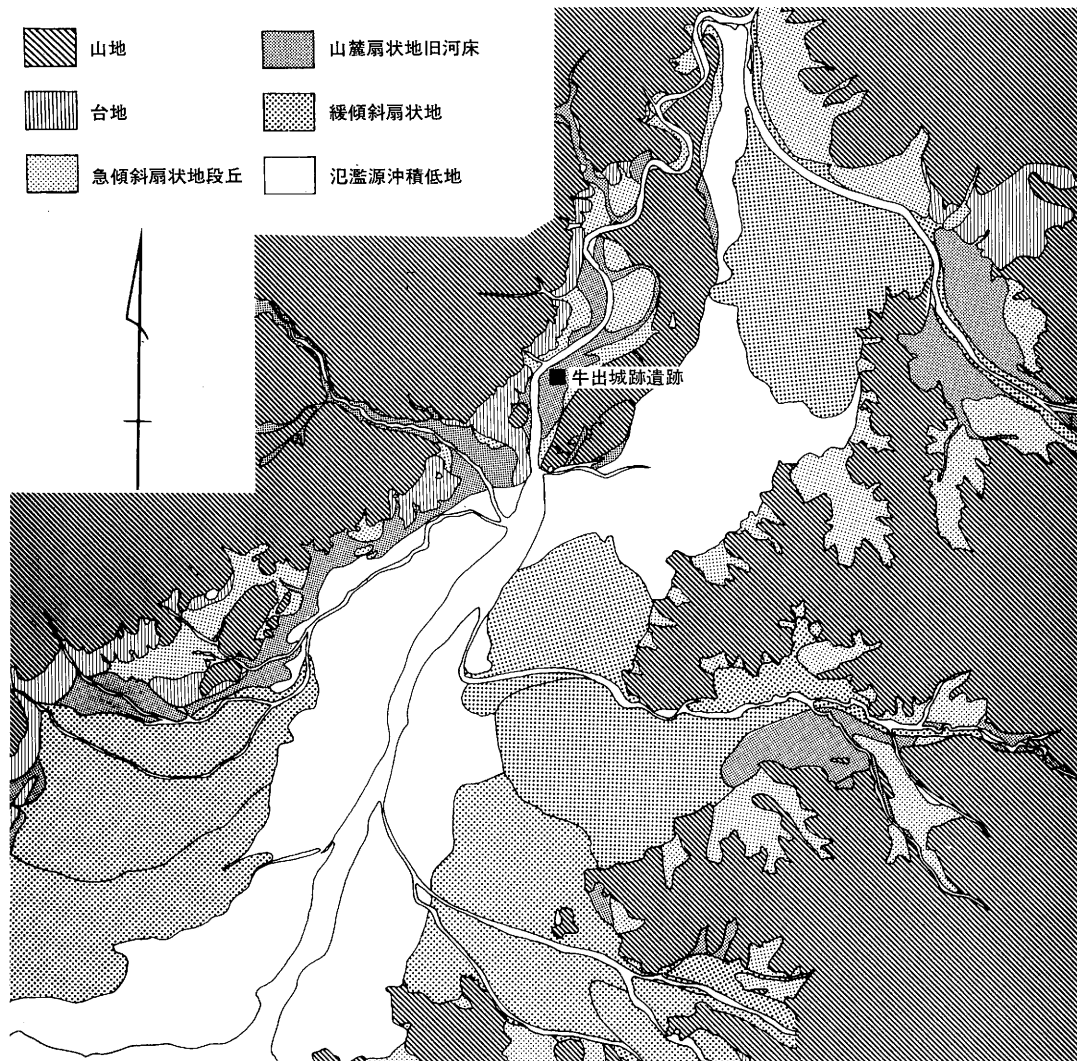 山地
山麓扇状地旧河床
台地
緩傾斜扇状地
急傾斜扇状地段丘
氾濫源沖積低地
牛出城跡遺跡